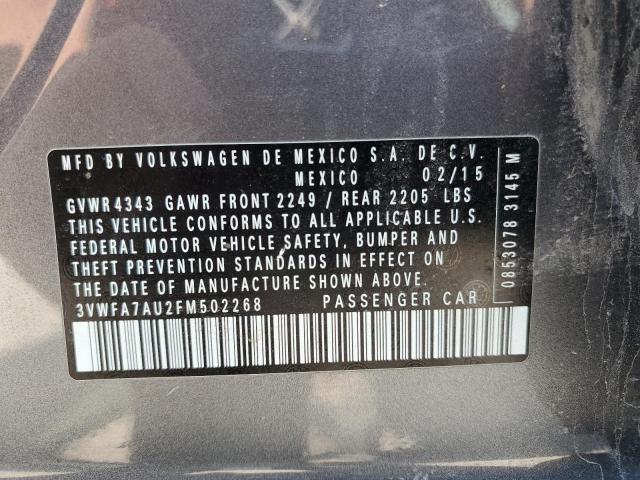 MFD BY VOLKSWAGEN DE MEXICO S.A. DE C.V.
MEXICO 02/15
GVWR 4343 GAWR FRONT 2249 / REAR 2205 LBS
THIS VEHICLE CONFORMS TO ALL APPLICABLE U.S.
FEDERAL MOTOR VEHICLE SAFETY, BUMPER AND
THEFT PREVENTION STANDARDS IN EFFECT ON
THE DATE OF MANUFACTURE SHOWN ABOVE.
3VWFA7AU2FM502268 PASSENGER CAR
0853078 3145 M